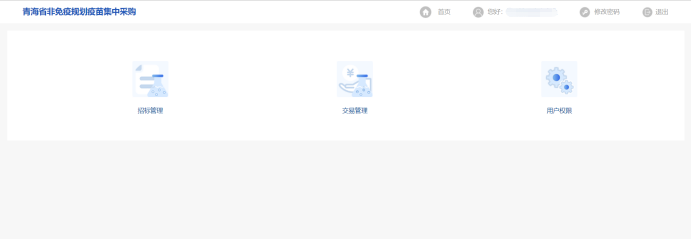 青海省非免疫规划疫苗集中采购
首页
您好:
修改密码
退出
招标管理
交易管理
用户权限